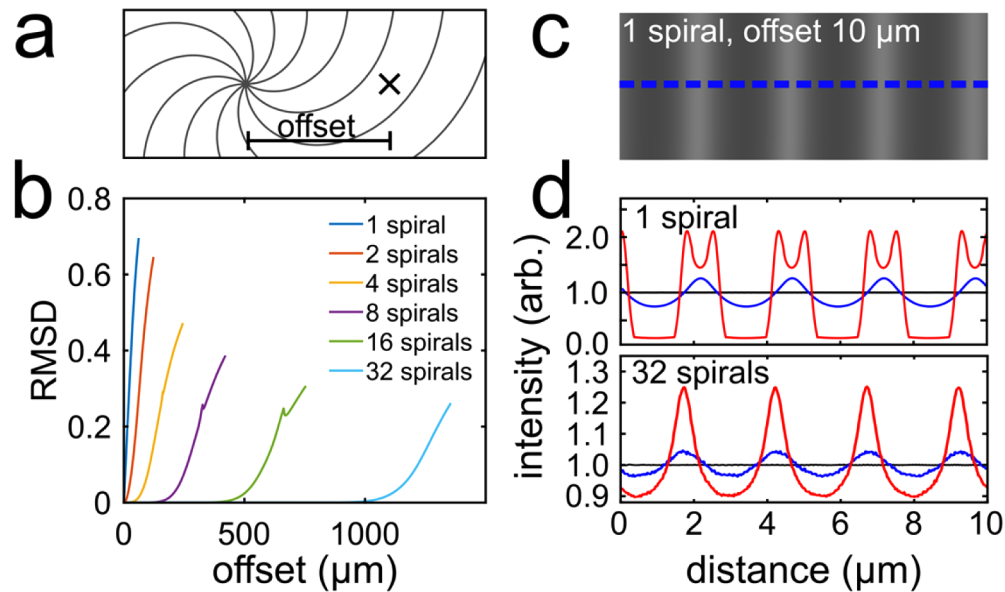 a
offset
b
0.8
0.6
0.4
0.2
0
RMSD
1 spiral
2 spirals
4 spirals
8 spirals
16 spirals
32 spirals
0
500
1000
offset (µm)
c
1 spiral, offset 10 µm
d
1 spiral
2.0
1.0
0.0
intensity (arb.)
32 spirals
1.3
1.2
1.1
1.0
0.9
0
2
4
6
8
10
distance (µm)